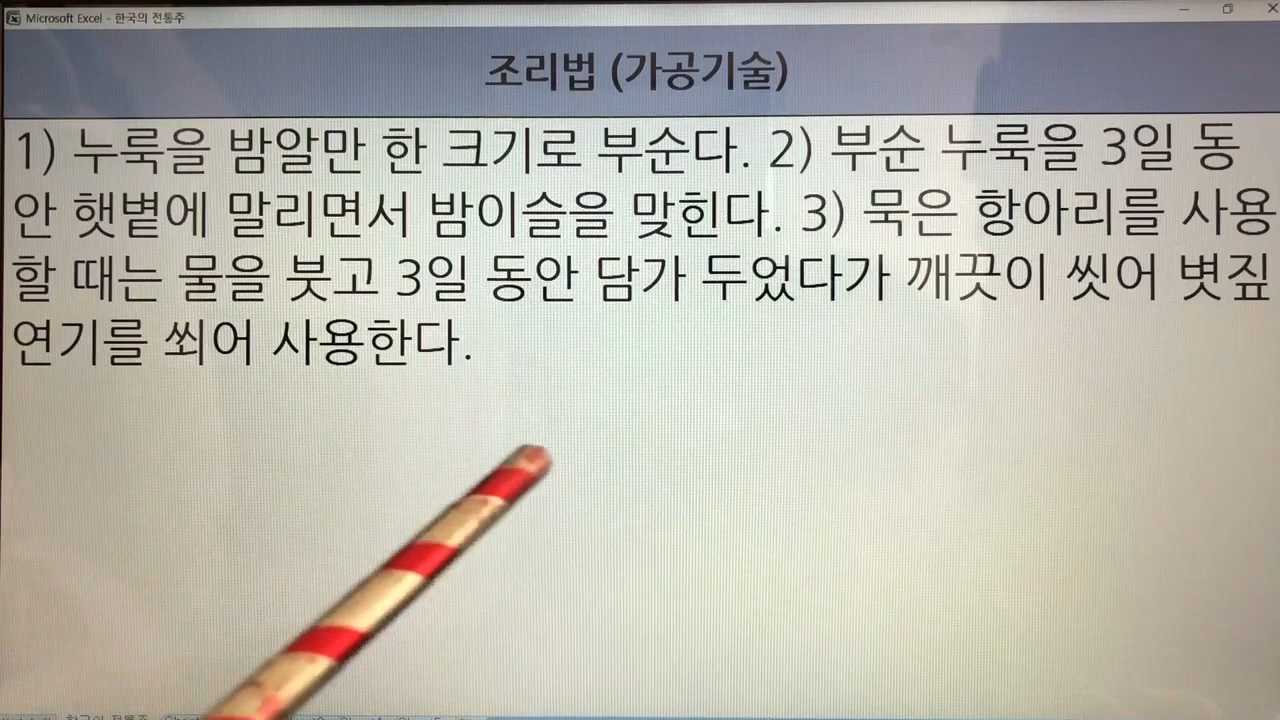 Microsoft Excel - 한국의 전통주
조리법 (가공기술)
1) 누룩을 밤알만 한 크기로 부순다. 2) 부순 누룩을 3일 동
안 햇볕에 말리면서 밤이슬을 맞힌다. 3) 묵은 항아리를 사용
할 때는 물을 붓고 3일 동안 담가 두었다가 깨끗이 씻어 볏짚
연기를 쐬어 사용한다.